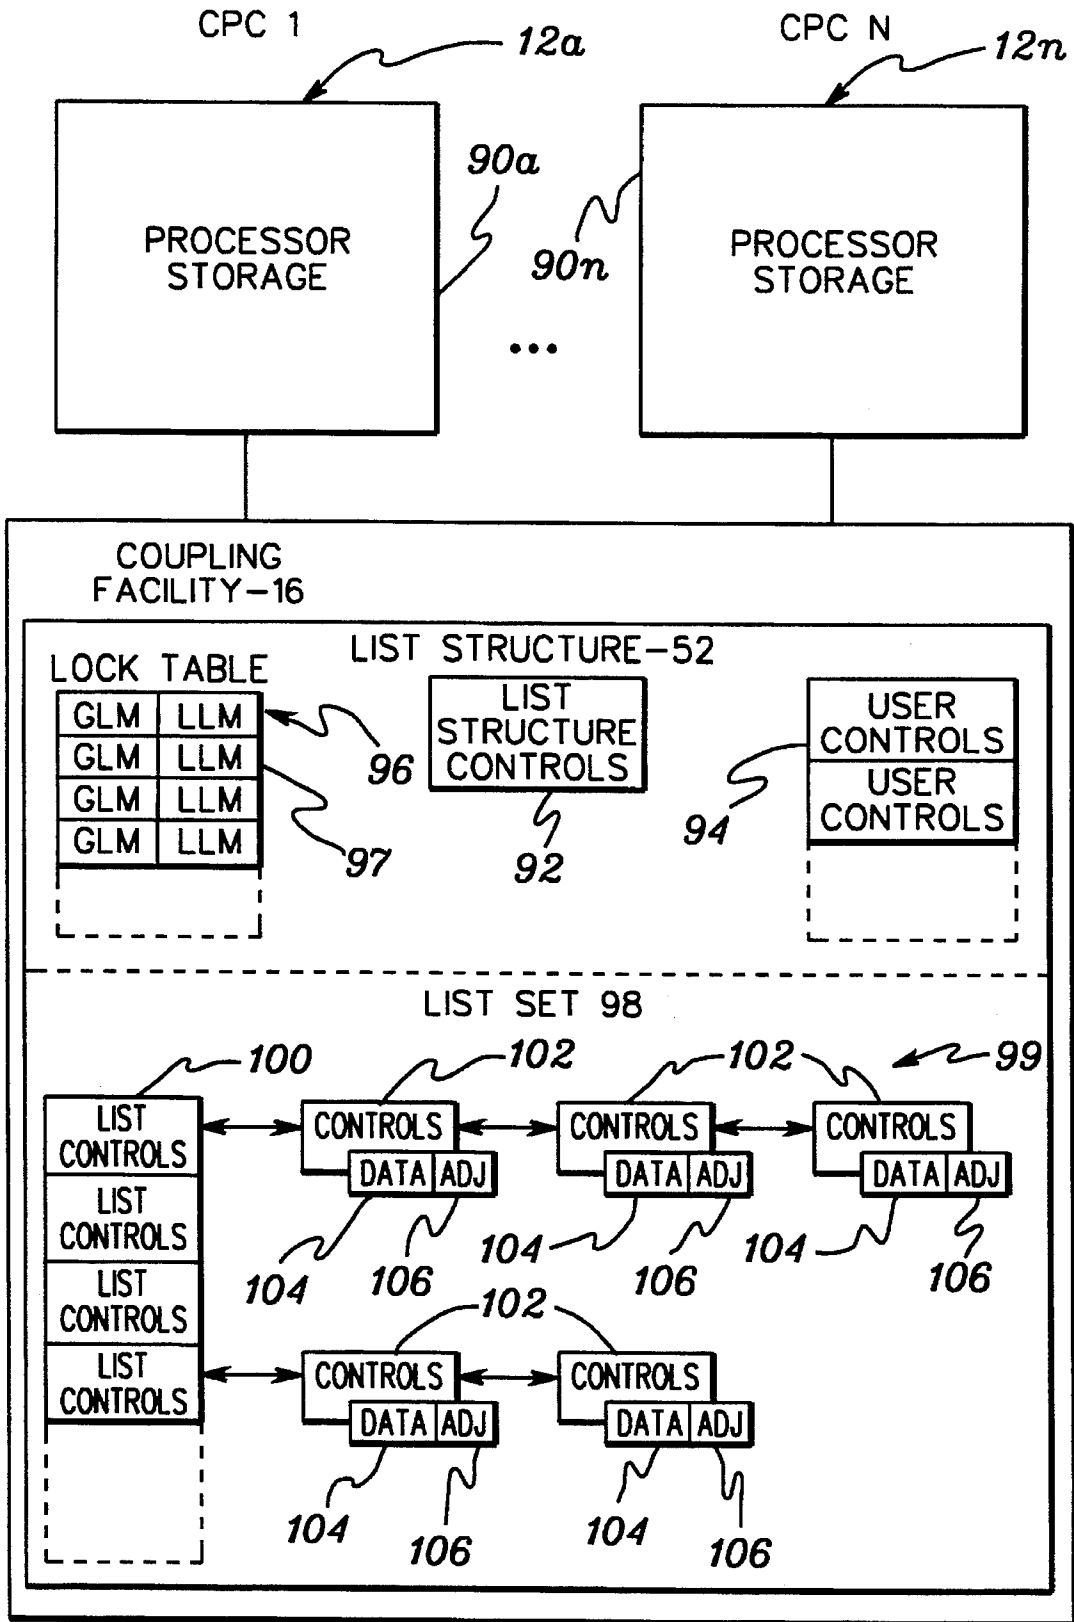 CPC 1
12a
CPC N
12n
90a
PROCESSOR
STORAGE
90n
PROCESSOR
STORAGE
...
COUPLING
FACILITY-16
LIST STRUCTURE-52
LOCK TABLE
GLM LLM
GLM LLM
GLM LLM
GLM LLM
96
97
LIST
STRUCTURE
CONTROLS
92
USER
CONTROLS
USER
CONTROLS
94
LIST SET 98
100
102
102
99
LIST
CONTROLS
LIST
CONTROLS
LIST
CONTROLS
LIST
CONTROLS
CONTROLS
DATA ADJ
CONTROLS
DATA ADJ
CONTROLS
DATA ADJ
104
106
104
106
104
106
102
CONTROLS
DATA ADJ
CONTROLS
DATA ADJ
104
106
104
106